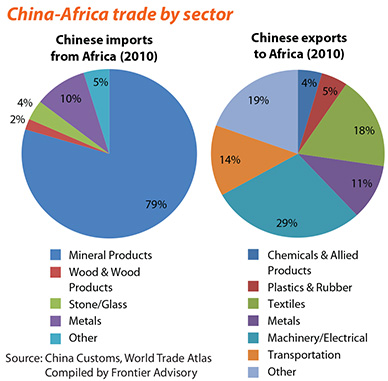 China-Africa trade by sector
Chinese imports
from Africa (2010)
5%
10%
4%
2%
79%
Mineral Products
Wood & Wood
Products
Stone/Glass
Metals
Other
Chinese exports
to Africa (2010)
4%
5%
19%
18%
14%
11%
29%
Chemicals & Allied
Products
Plastics & Rubber
Textiles
Metals
Machinery/Electrical
Transportation
Other
Source: China Customs, World Trade Atlas
Compiled by Frontier Advisory